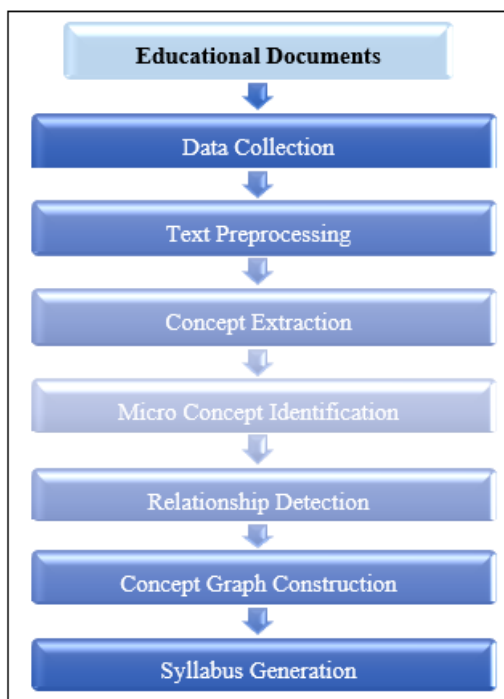 Educational Documents
Data Collection
Text Preprocessing
Concept Extraction
Micro Concept Identification
Relationship Detection
Concept Graph Construction
Syllabus Generation